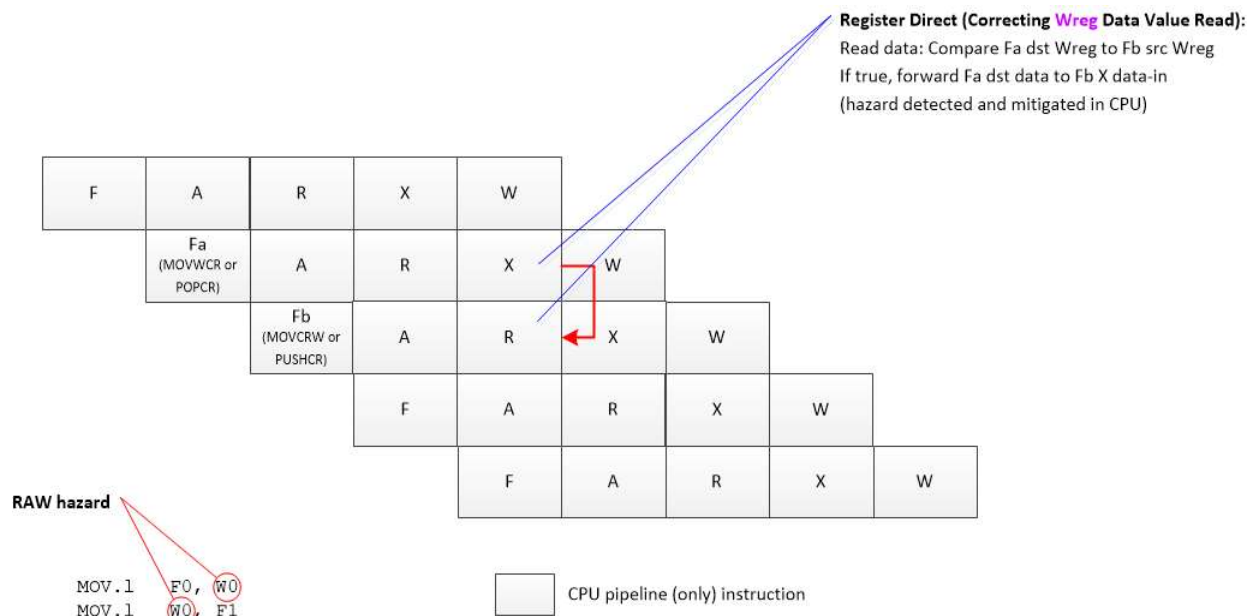 Register Direct (Correcting Wreg Data Value Read):
Read data: Compare Fa dst Wreg to Fb src Wreg
If true, forward Fa dst data to Fb X data-in
(hazard detected and mitigated in CPU)
F A R X W
Fa
(MOVWCR or
POPCR)
A R X W
Fb
(MOVCRW or
PUSHCR)
A R X W
F A R X W
F A R X W
RAW hazard
MOV.l F0, W0
MOV.l W0, F1
CPU pipeline (only) instruction